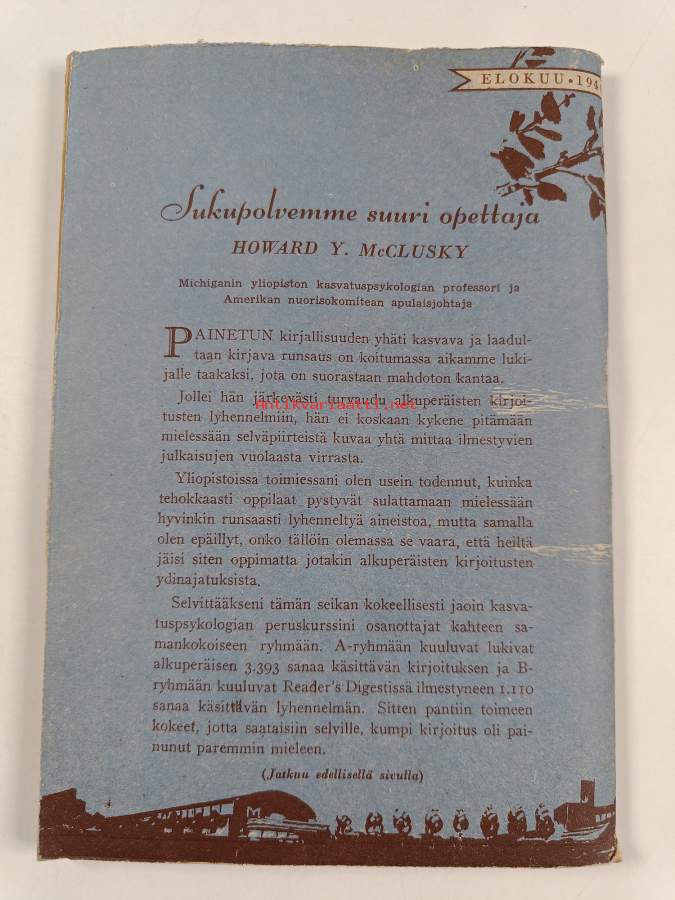 ELOKUU • 194
Sukupolvemme suuri opettaja
HOWARD Y. McCLUSKY
Michiganin yliopiston kasvatuspsykologian professori ja
Amerikan nuorisokomitean apulaisjohtaja
PAINETUN kirjallisuuden yhäti kasvava ja laadul-
taan kirjava runsaus on koitumassa aikamme luki-
jalle taakaksi, jota on suorastaan mahdoton kantaa.
Jollei hän järkevästi turvaudu alkuperäisten kirjoi-
Antikvariaatti.net
tusten lyhennelmiin, hän ei koskaan kykene pitämään
mielessään selväpiirteistä kuvaa yhtä mittaa ilmestyvien
julkaisujen vuolaasta virrasta.
Yliopistoissa toimiessani olen usein todennut, kuinka
tehokkaasti oppilaat pystyvät sulattamaan mielessään
hyvinkin runsaasti lyhenneltyä aineistoa, mutta samalla
olen epäillyt, onko tällöin olemassa se vaara, että heiltä
jäisi siten oppimatta jotakin alkuperäisten kirjoitusten
ydinajatuksista.
Selvittääkseni tämän seikan kokeellisesti jaoin kasva-
tuspsykologian peruskurssini osanottajat kahteen sa-
mankokoiseen ryhmään. A-ryhmään kuuluvat lukivat
alkuperäisen 3.393 sanaa käsittävän kirjoituksen ja B-
ryhmään kuuluvat Reader's Digestissä ilmestyneen 1.110
sanaa käsittävän lyhennelmän. Sitten pantiin toimeen
kokeet, jotta saataisiin selville, kumpi kirjoitus oli pai-
nunut paremmin mieleen.
(Jatkuu edellisellä sivulla)
M